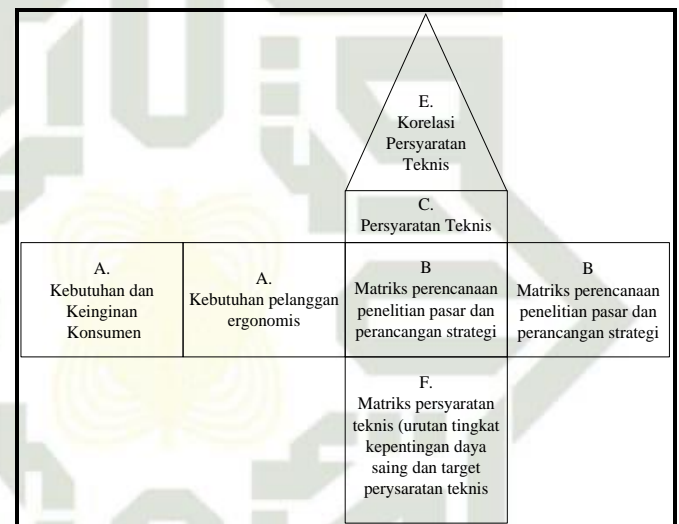 E.
Korelasi
Persyaratan
Teknis
C.
Persyaratan Teknis
A.
Kebutuhan dan
Keinginan
Konsumen
A.
Kebutuhan pelanggan
ergonomis
B
Matriks perencanaan
penelitian pasar dan
perancangan strategi
B
Matriks perencanaan
penelitian pasar dan
perancangan strategi
F.
Matriks persyaratan
teknis (urutan tingkat
kepentingan daya
saing dan target
perysaratan teknis